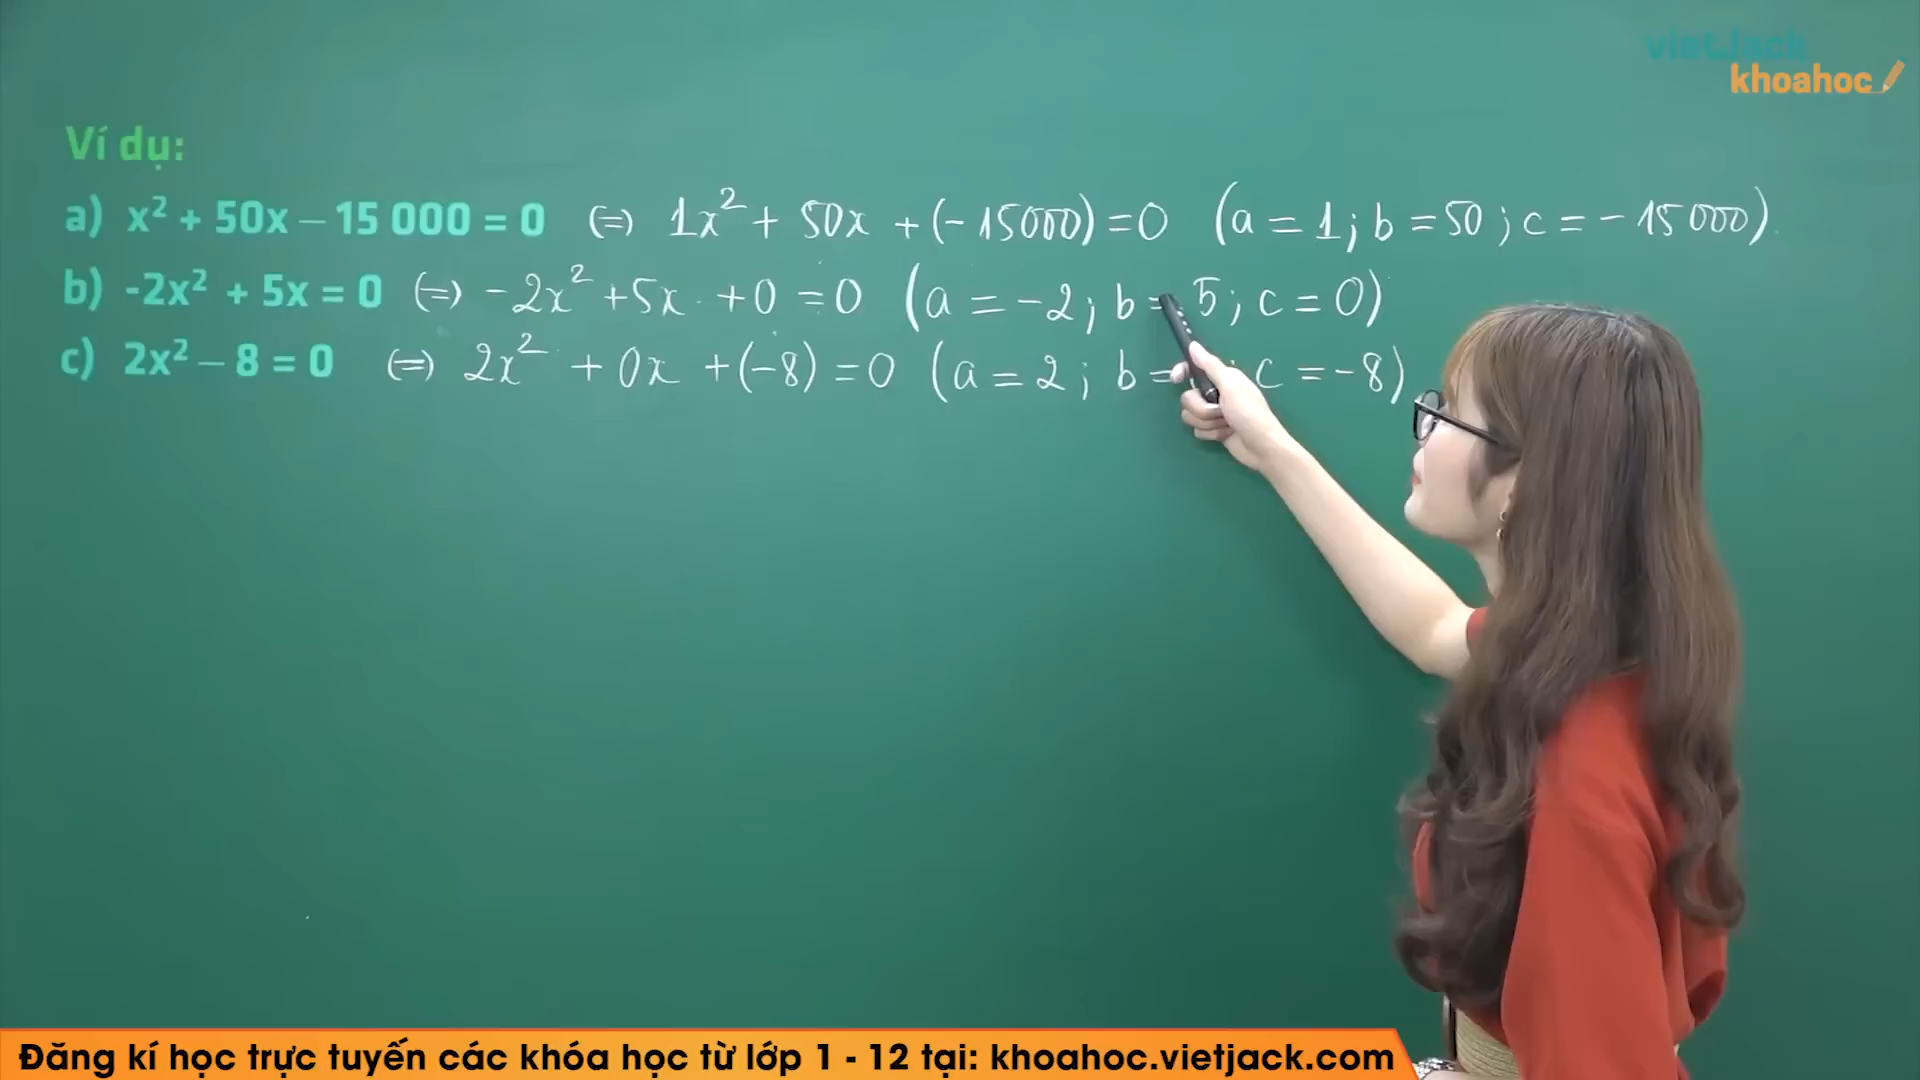 vietJack
khoahoc
Ví dụ:
a) x² + 50x – 15 000 = 0 (=) 1x² + 50x + (-15000) = 0 (a = 1; b = 50; c = -15000)
b) -2x² + 5x = 0 (=) -2x² + 5x + 0 = 0 (a = -2; b = 5; c = 0)
c) 2x² – 8 = 0 (=) 2x² + 0x + (-8) = 0 (a = 2; b = ; c = -8)
Đăng kí học trực tuyến các khóa học từ lớp 1 - 12 tại: khoahoc.vietjack.com